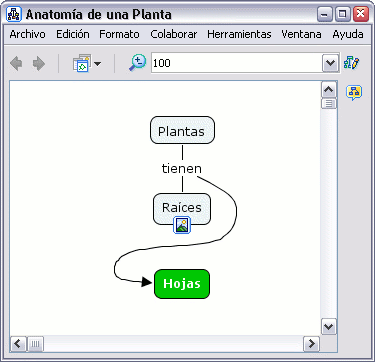 Anatomía de una Planta
Archivo Edición Formato Colaborar Herramientas Ventana Ayuda
100
Plantas
tienen
Raíces
Hojas